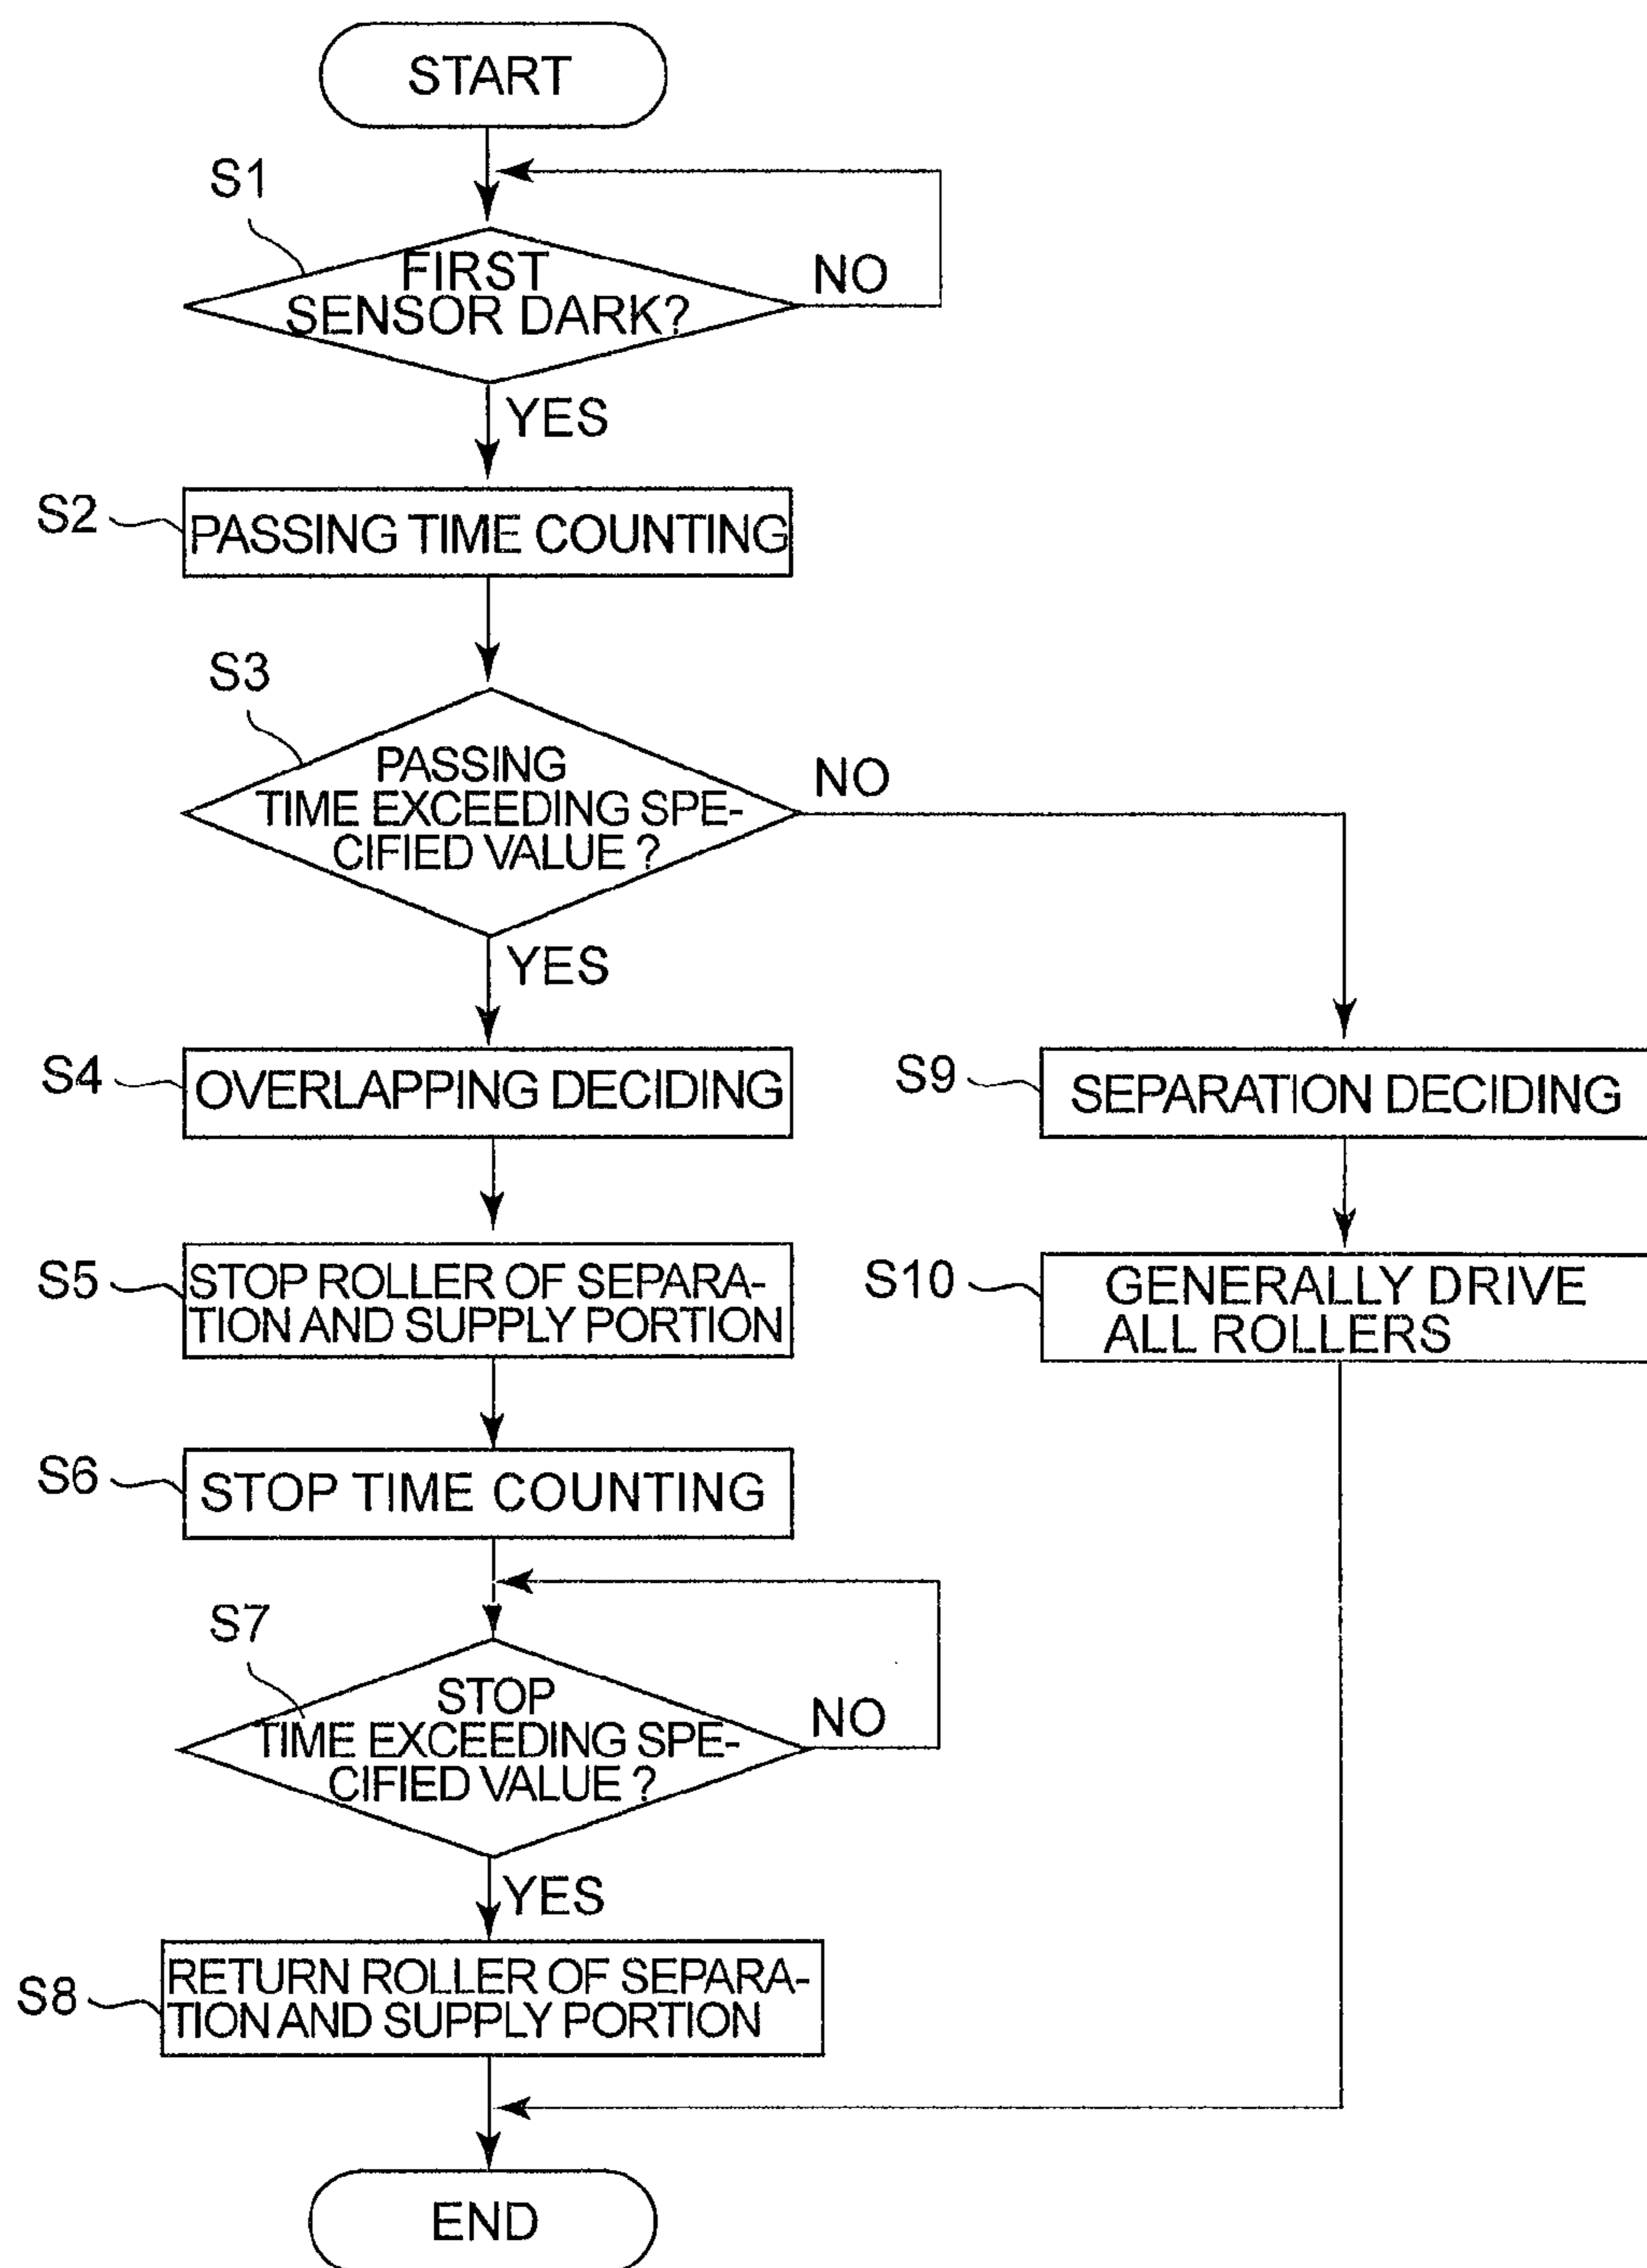 START
S1
FIRST
SENSOR DARK?
NO
YES
S2
PASSING TIME COUNTING
S3
PASSING
TIME EXCEEDING SPE-
CIFIED VALUE ?
NO
YES
S4
OVERLAPPING DECIDING
S9
SEPARATION DECIDING
S5
STOP ROLLER OF SEPARA-
TION AND SUPPLY PORTION
S10
GENERALLY DRIVE
ALL ROLLERS
S6
STOP TIME COUNTING
S7
STOP
TIME EXCEEDING SPE-
CIFIED VALUE ?
NO
YES
S8
RETURN ROLLER OF SEPARA-
TION AND SUPPLY PORTION
END